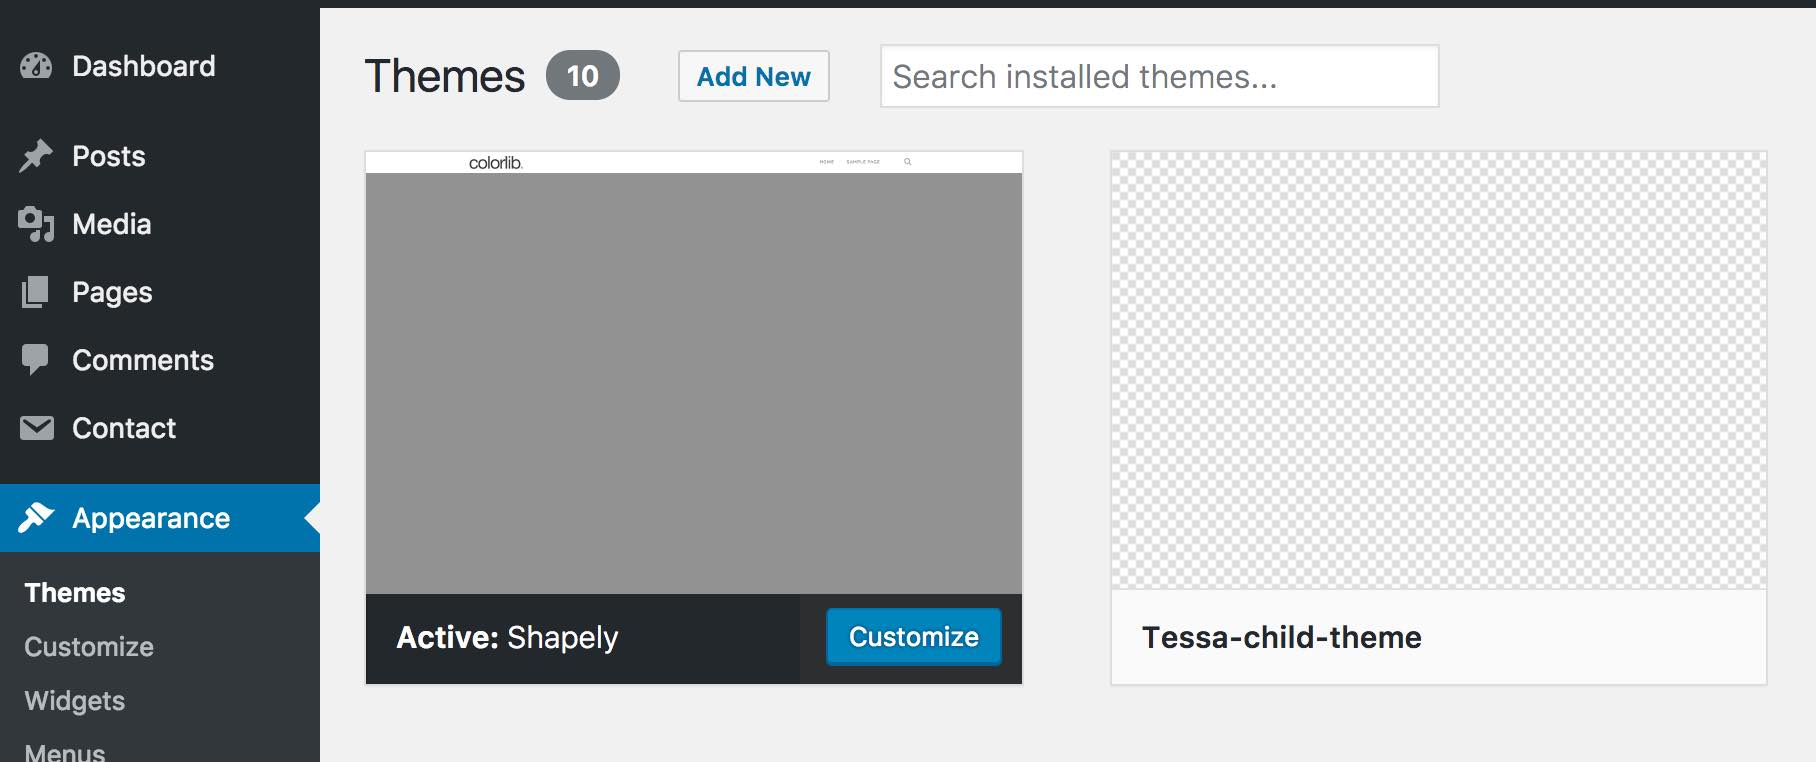 Dashboard
Posts
Media
Pages
Comments
Contact
Appearance
Themes
Customize
Widgets
Menus
Themes 10 Add New Search installed themes...
colorlib. HOME SAMPLE PAGE
Active: Shapely Customize
Tessa-child-theme